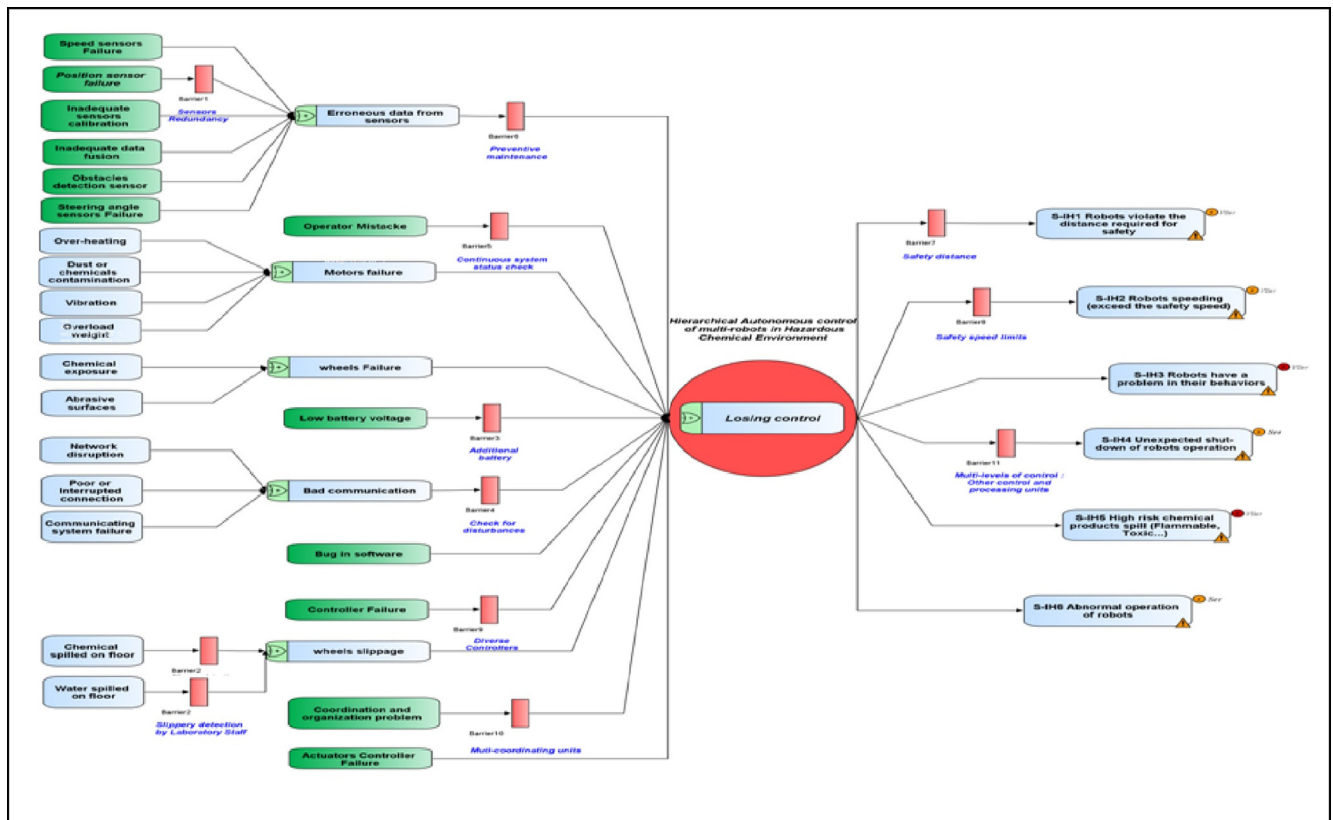 Speed sensors
Failure
Position sensor
failure
Barrier1
Sensors
Redundancy
Inadequate
sensors
calibration
Inadequate data
fusion
Obstacles
detection sensor
Steering angle
sensors Failure
Erroneous data from
sensors
Barrier6
Preventive
maintenance
Operator Mistacke
Barrier5
Continuous system
status check
Over-heating
Dust or
chemicals
contamination
Vibration
Overload
weight
Motors failure
Chemical
exposure
Abrasive
surfaces
wheels Failure
Low battery voltage
Barrier3
Additional
battery
Network
disruption
Poor or
Interrupted
connection
Communicating
system failure
Bad communication
Barrier4
Check for
disturbances
Bug in software
Controller Failure
Barrier9
Diverse
Controllers
Chemical
spilled on floor
Barrier2
Water spilled
on floor
Barrier2
Slippery detection
by Laboratory Staff
wheels slippage
Coordination and
organization problem
Barrier10
Muti-coordinating units
Actuators Controller
Failure
Hierarchical Autonomous control
of multi-robots in Hazardous
Chemical Environment
Losing control
Barrier7
Safety distance
S-IH1 Robots violate the
distance required for
safety
VSer
Barrier8
Safety speed limits
S-IH2 Robots speeding
(exceed the safety speed)
VSer
S-IH3 Robots have a
problem in their behaviors
VSer
Barrier11
Multi-levels of control :
Other control and
processing units
S-IH4 Unexpected shut-
down of robots operation
Ser
S-IH5 High risk chemical
products spill (Flammable,
Toxic...)
VSer
S-IH6 Abnormal operation
of robots
Ser